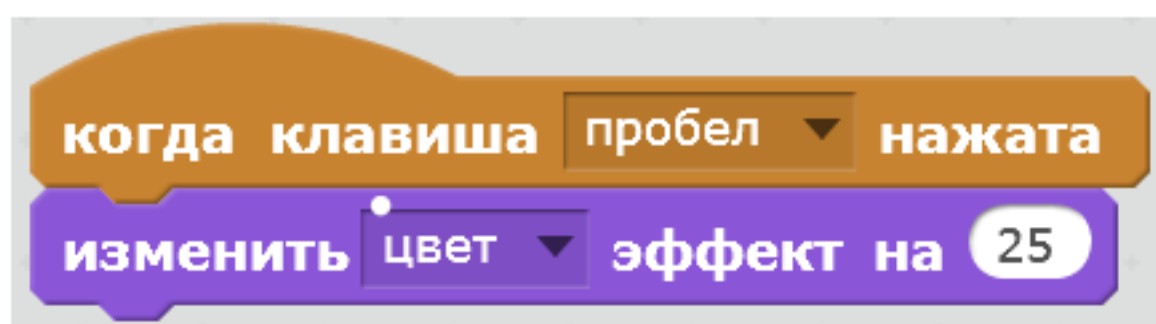 когда клавиша пробел нажата
изменить цвет эффект на 25